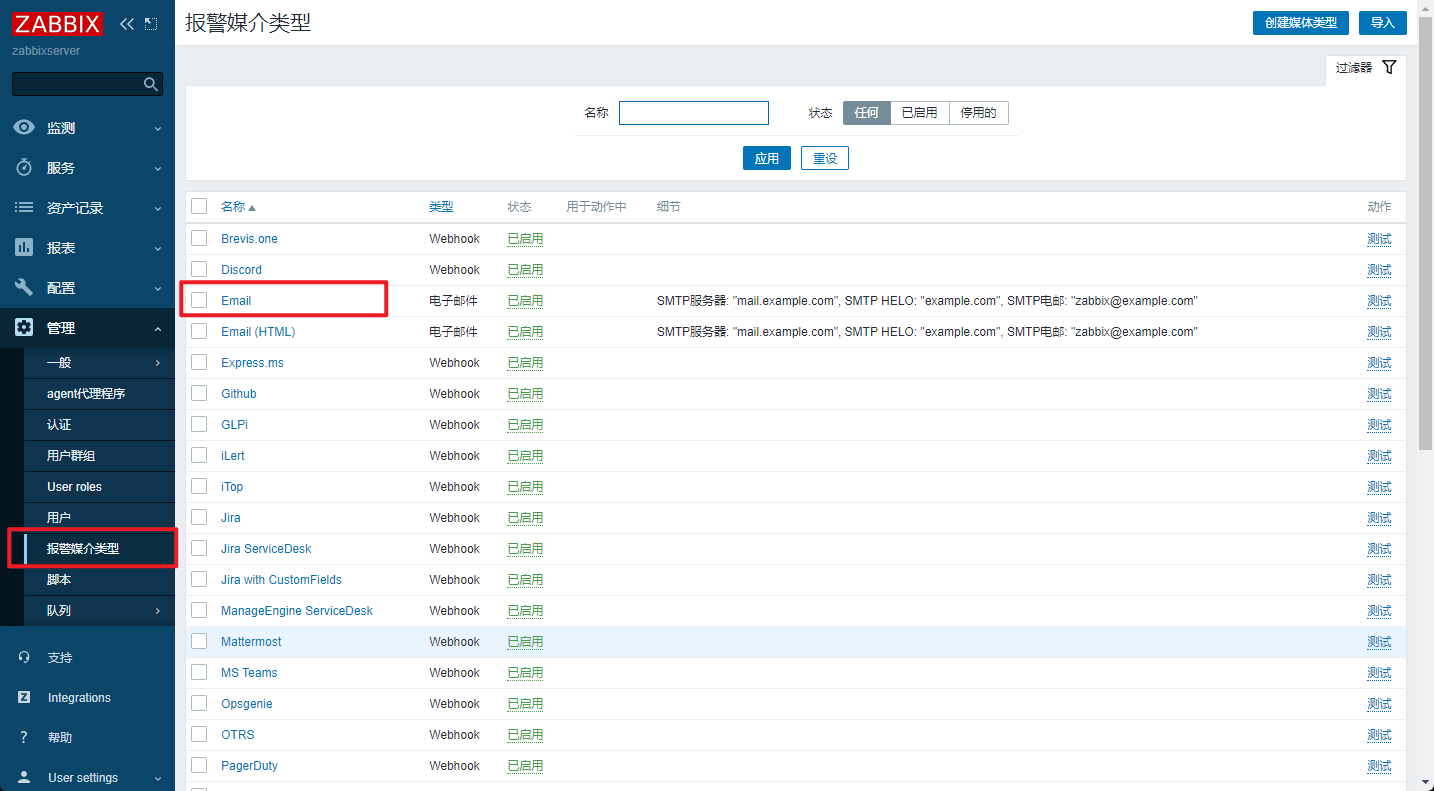 ZABBIX
zabbixserver
监测
服务
资产记录
报表
配置
管理
一般
agent代理程序
认证
用户群组
User roles
用户
报警媒介类型
脚本
队列
支持
Integrations
帮助
User settings
报警媒介类型
创建媒体类型 导入
过滤器
名称 状态 任何 已启用 停用的
应用 重设
名称 类型 状态 用于动作中 细节 动作
Brevis.one Webhook 已启用 测试
Discord Webhook 已启用 测试
Email 电子邮件 已启用 SMTP服务器: "mail.example.com", SMTP HELO: "example.com", SMTP电邮: "zabbix@example.com" 测试
Email (HTML) 电子邮件 已启用 SMTP服务器: "mail.example.com", SMTP HELO: "example.com", SMTP电邮: "zabbix@example.com" 测试
Express.ms Webhook 已启用 测试
Github Webhook 已启用 测试
GLPi Webhook 已启用 测试
iLert Webhook 已启用 测试
iTop Webhook 已启用 测试
Jira Webhook 已启用 测试
Jira ServiceDesk Webhook 已启用 测试
Jira with CustomFields Webhook 已启用 测试
ManageEngine ServiceDesk Webhook 已启用 测试
Mattermost Webhook 已启用 测试
MS Teams Webhook 已启用 测试
Opsgenie Webhook 已启用 测试
OTRS Webhook 已启用 测试
PagerDuty Webhook 已启用 测试